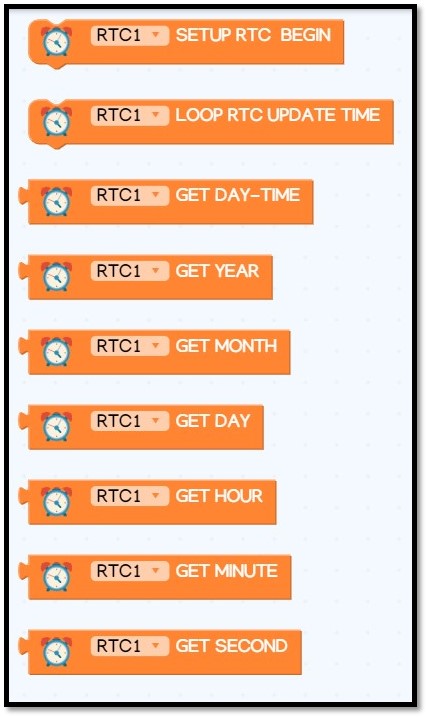 RTC1 SETUP RTC BEGIN
RTC1 LOOP RTC UPDATE TIME
RTC1 GET DAY-TIME
RTC1 GET YEAR
RTC1 GET MONTH
RTC1 GET DAY
RTC1 GET HOUR
RTC1 GET MINUTE
RTC1 GET SECOND